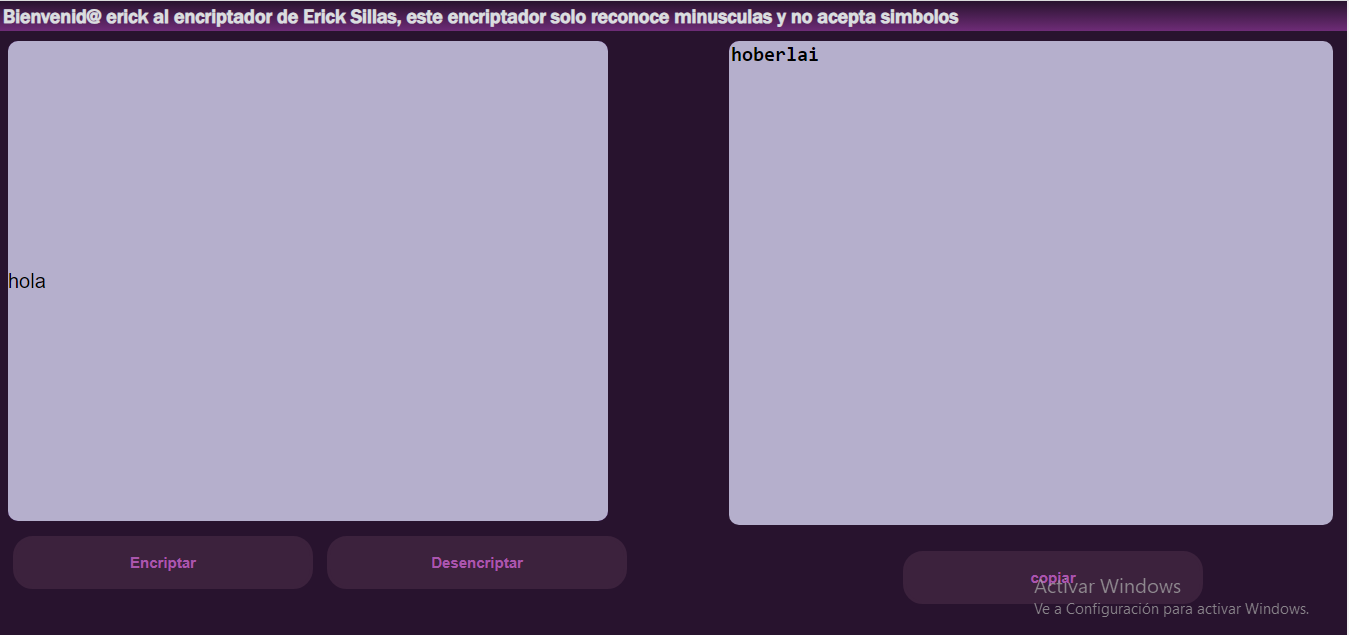 Bienvenid@ erick al encriptador de Erick Sillas, este encriptador solo reconoce minusculas y no acepta simbolos
hola
hoberlai
Encriptar
Desencriptar
copiar
Activar Windows
Ve a Configuración para activar Windows.